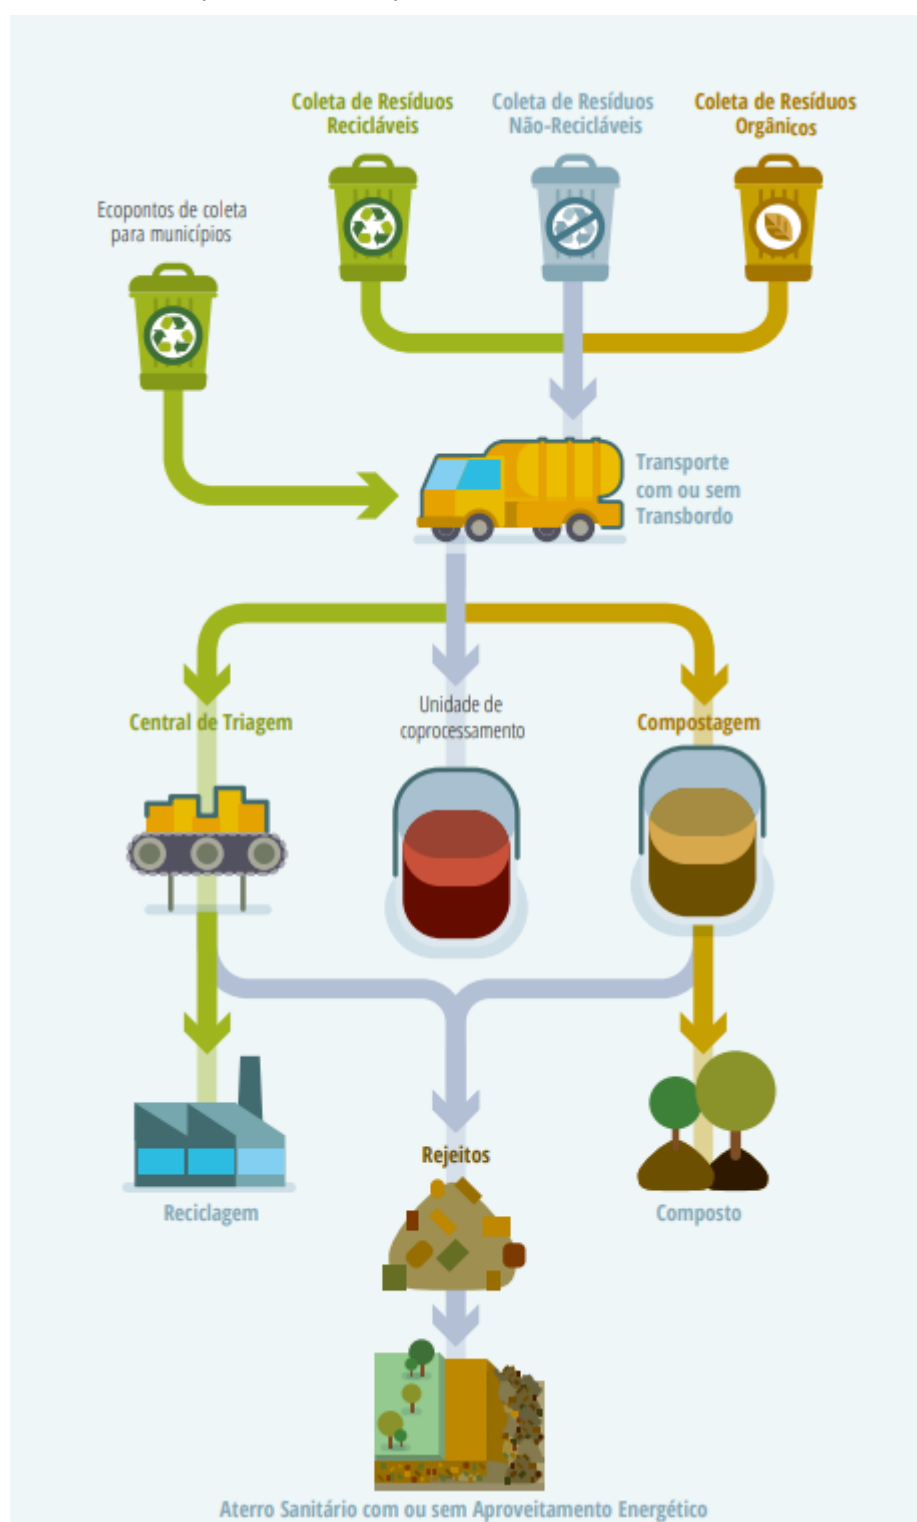 Coleta de Resíduos
Recicláveis
Coleta de Resíduos
Não-Recicláveis
Coleta de Resíduos
Orgânicos
Ecopontos de coleta
para municípios
Transporte
com ou sem
Transbordo
Central de Triagem
Unidade de
coprocessamento
Compostagem
Rejeitos
Reciclagem
Composto
Aterro Sanitário com ou sem Aproveitamento Energético